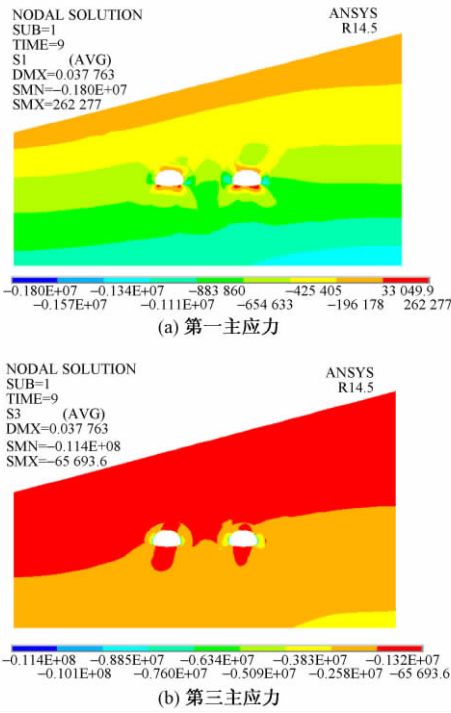 NODAL SOLUTION
SUB=1
TIME=9
S1 (AVG)
DMX=0.037 763
SMN=−0.180E+07
SMX=262 277
ANSYS
R14.5
−0.180E+07 −0.134E+07 −883 860 −425 405 33 049.9
−0.157E+07 −0.111E+07 −654 633 −196 178 262 277
(a) 第一主应力
NODAL SOLUTION
SUB=1
TIME=9
S3 (AVG)
DMX=0.037 763
SMN=−0.114E+08
SMX=−65 693.6
ANSYS
R14.5
−0.114E+08 −0.885E+07 −0.634E+07 −0.383E+07 −0.132E+07
−0.101E+08 −0.760E+07 −0.509E+07 −0.258E+07 −65 693.6
(b) 第三主应力